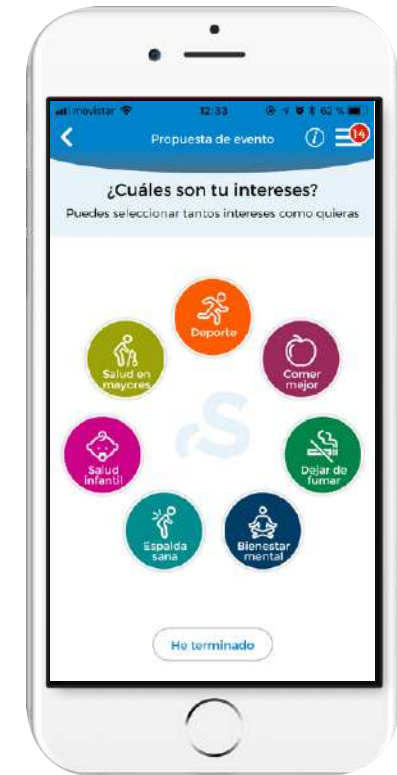 movistar 12:33 62 %
Propuesta de evento
14
¿Cuáles son tu intereses?
Puedes seleccionar tantos intereses como quieras
Deporte
Salud en
mayores
Comer
mejor
S
Salud
infantil
Dejar de
fumar
Espalda
sana
Bienestar
mental
He terminado